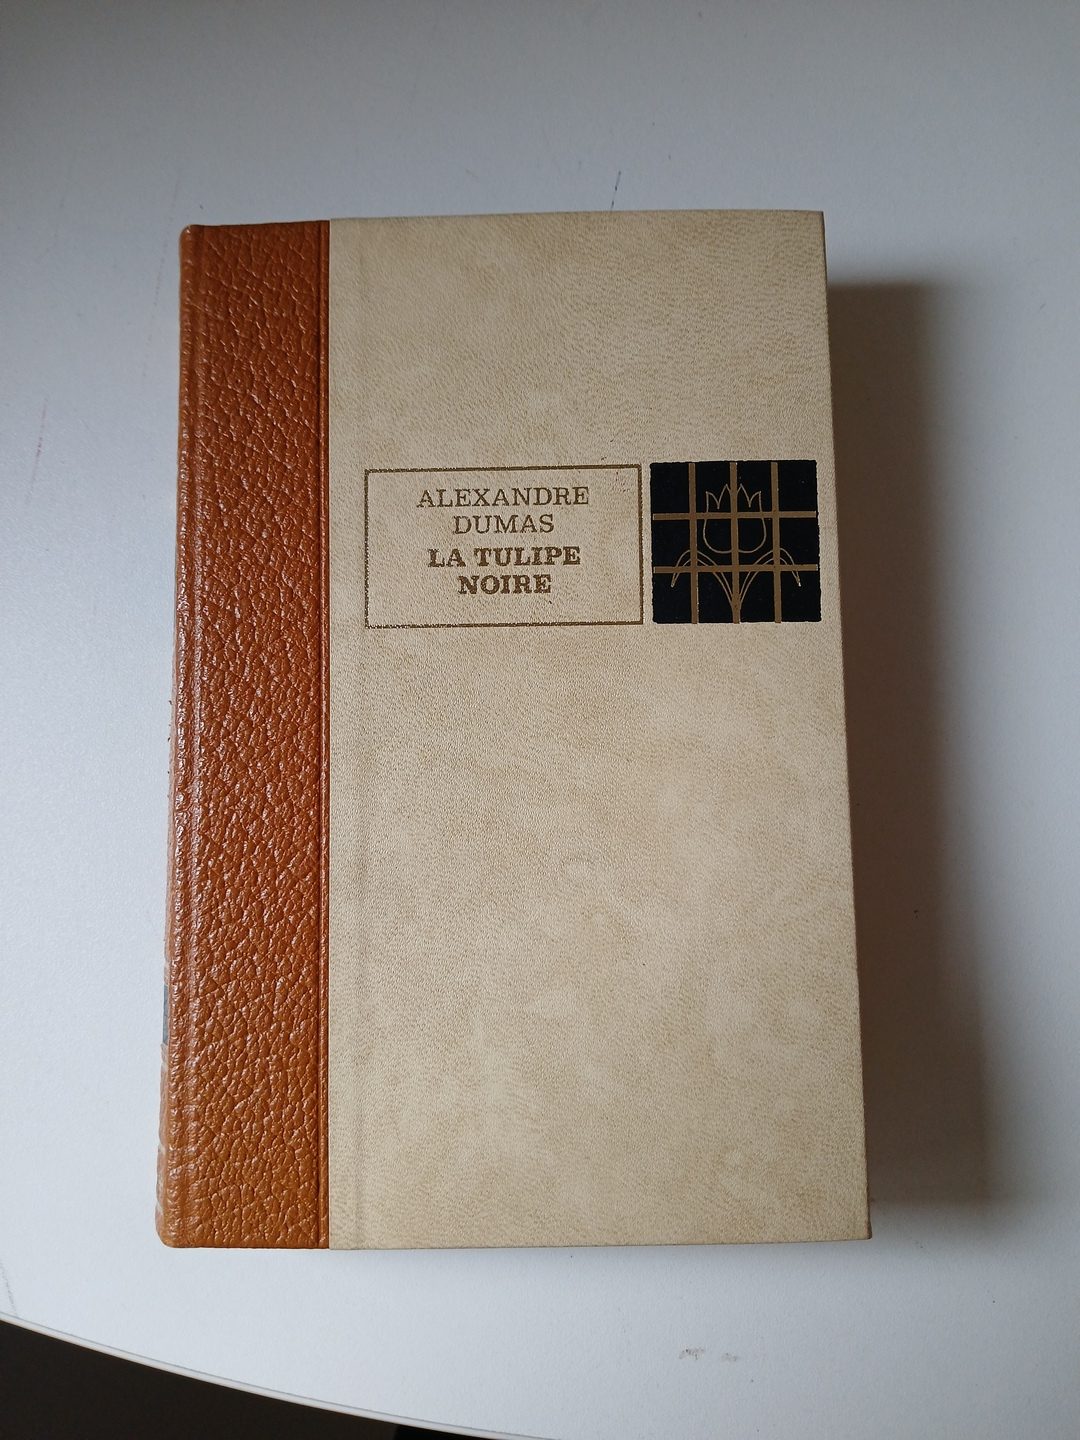 ALEXANDRE
DUMAS
LA TULIPE
NOIRE